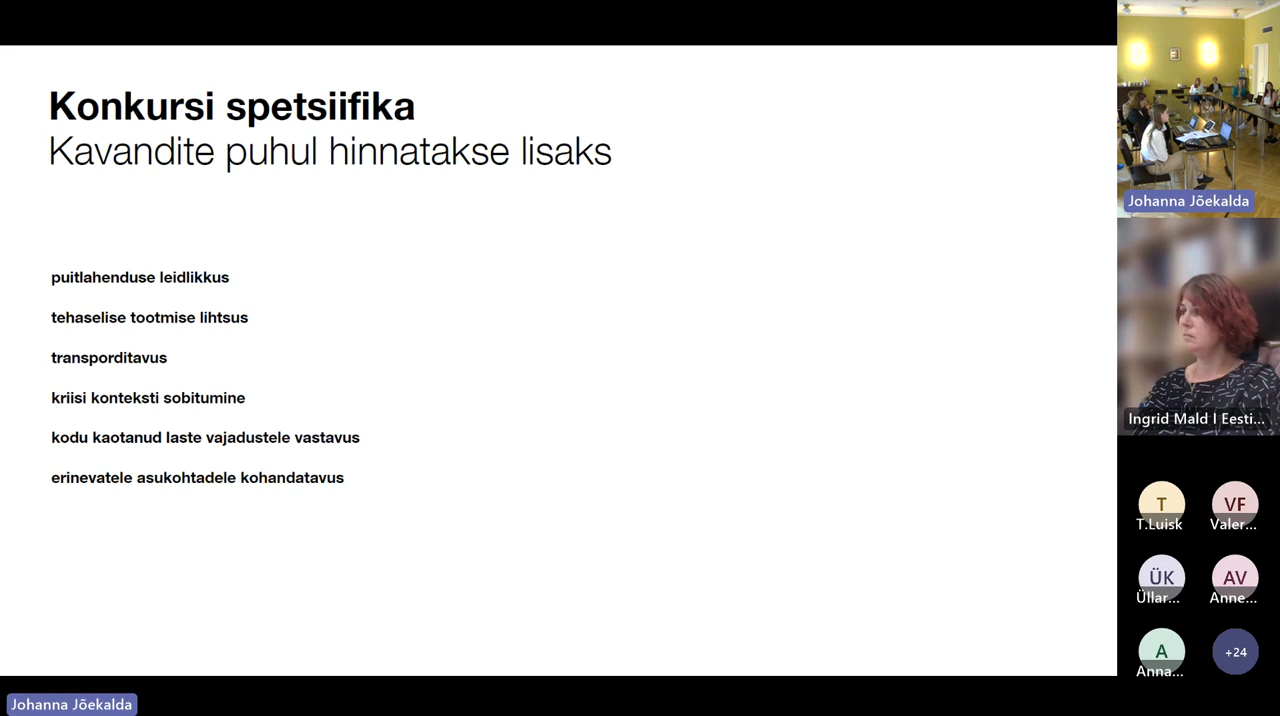 Konkursi spetsiifika
Kavandite puhul hinnatakse lisaks
puitlahenduse leidlikkus
tehaselise tootmise lihtsus
transporditavus
kriisi konteksti sobitumine
kodu kaotanud laste vajadustele vastavus
erinevatele asukohtadele kohandatavus
Johanna Jõekalda
Ingrid Mald I Eesti...
T
VF
T.Luisk
Valer...
ÜK
AV
Üllar...
Anne...
A
+24
Anna...
Johanna Jõekalda